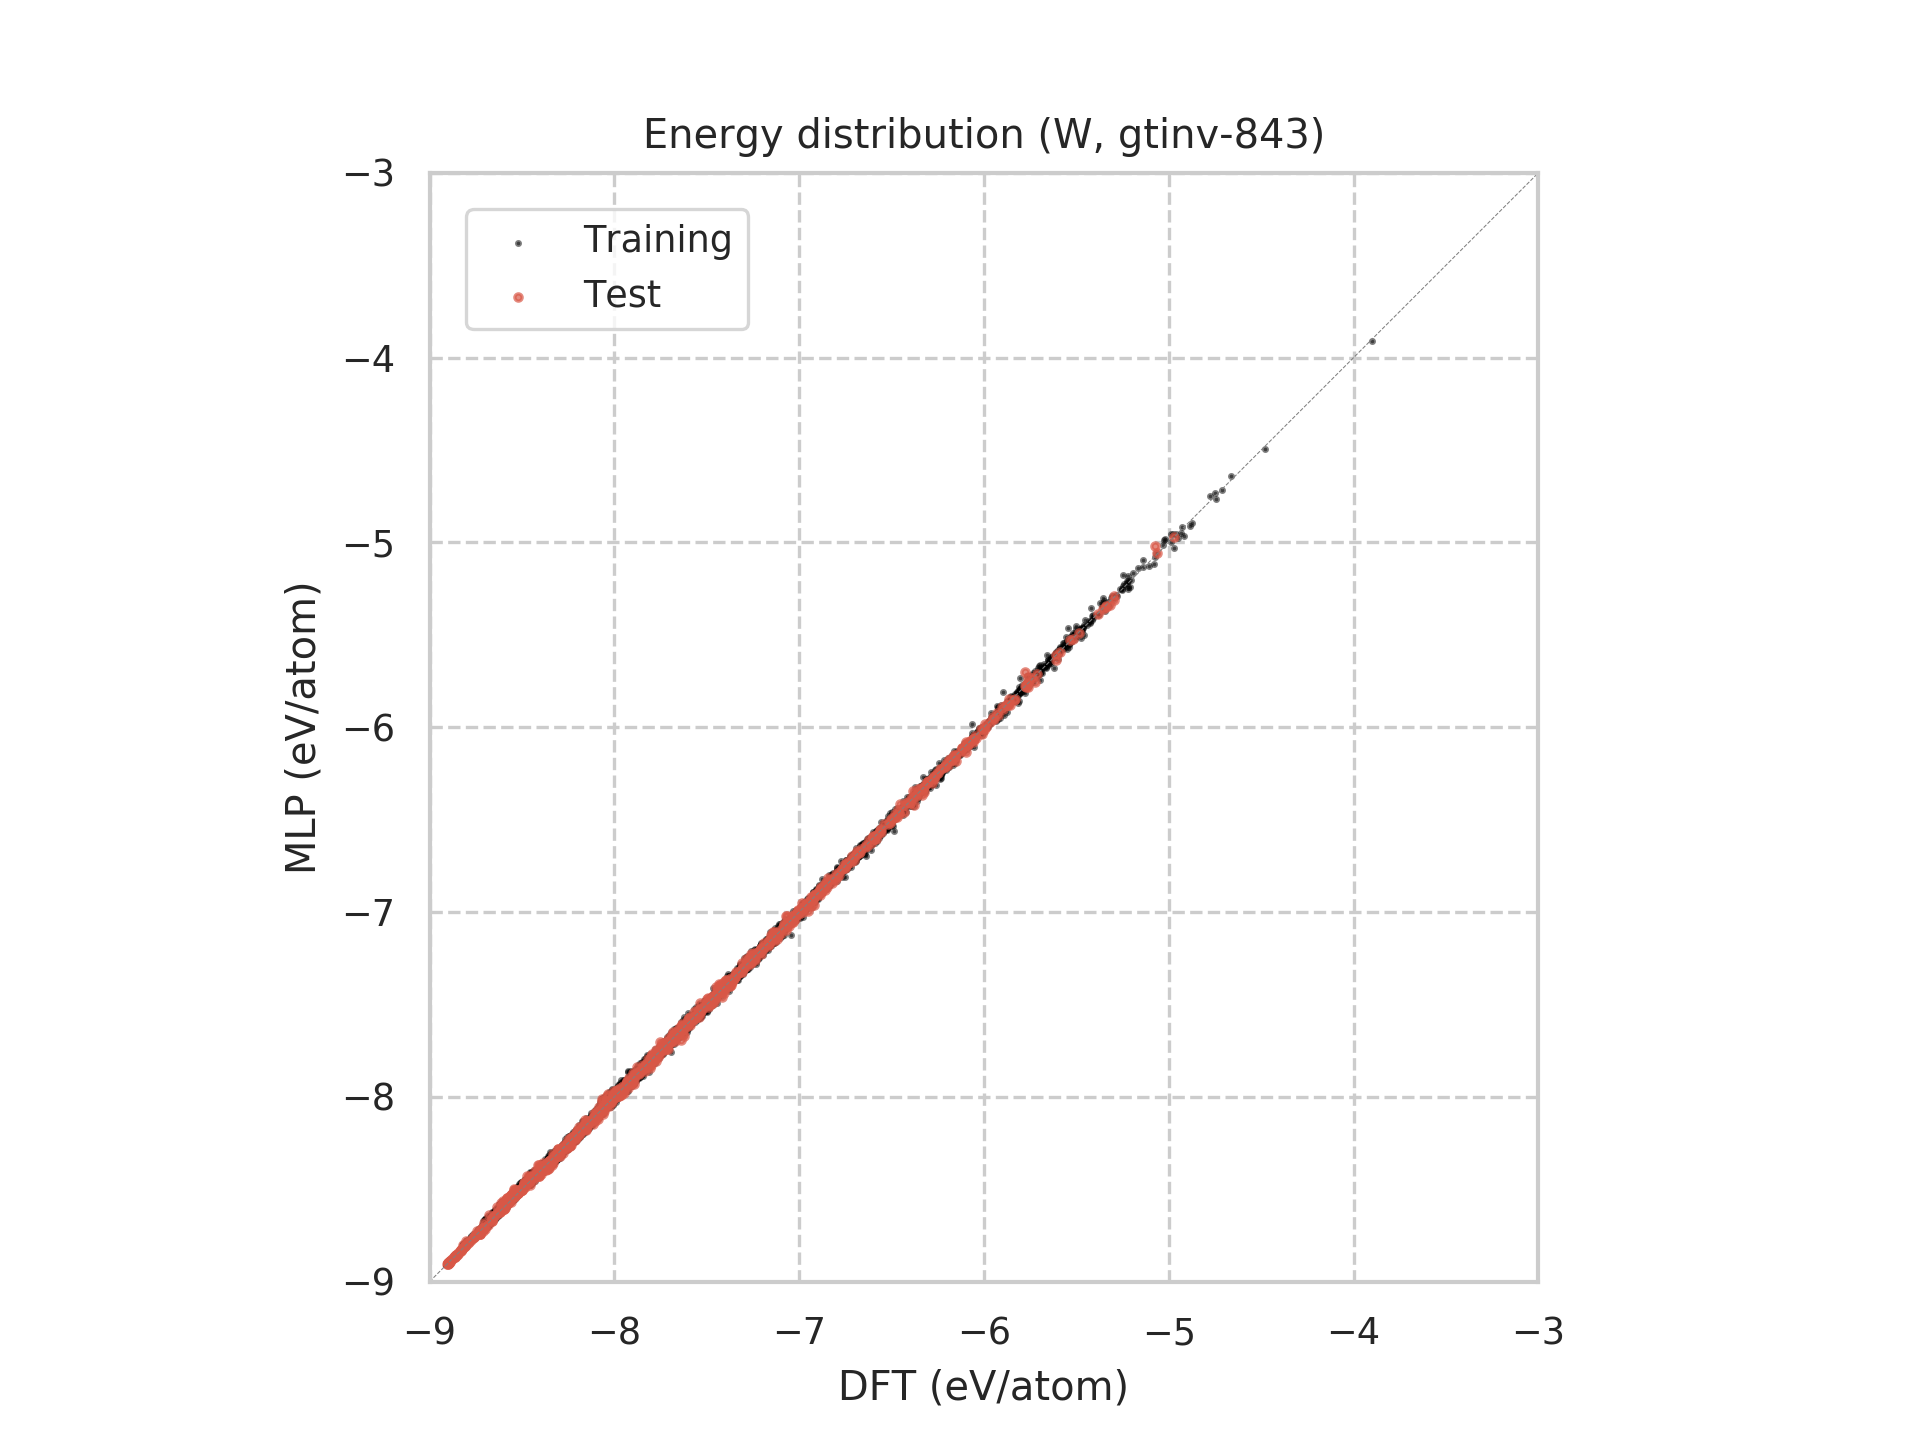 Energy distribution (W, gtinv-843)
−3
−4
−5
−6
−7
−8
−9
Training
Test
MLP (eV/atom)
−9 −8 −7 −6 −5 −4 −3
DFT (eV/atom)